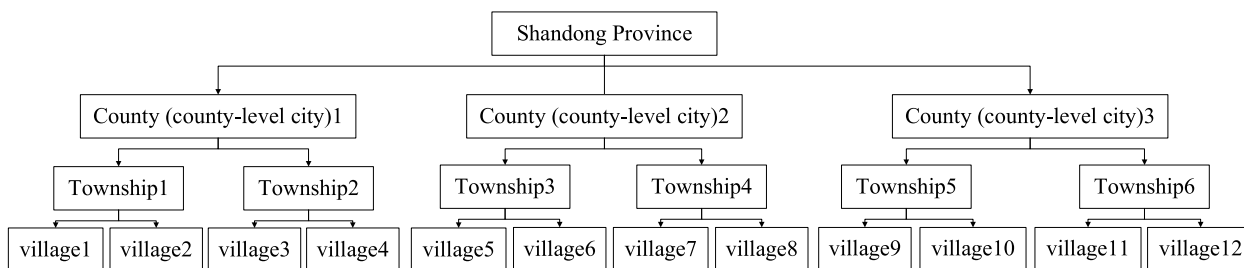 Shandong Province
County (county-level city)1
County (county-level city)2
County (county-level city)3
Township1
Township2
Township3
Township4
Township5
Township6
village1
village2
village3
village4
village5
village6
village7
village8
village9
village10
village11
village12